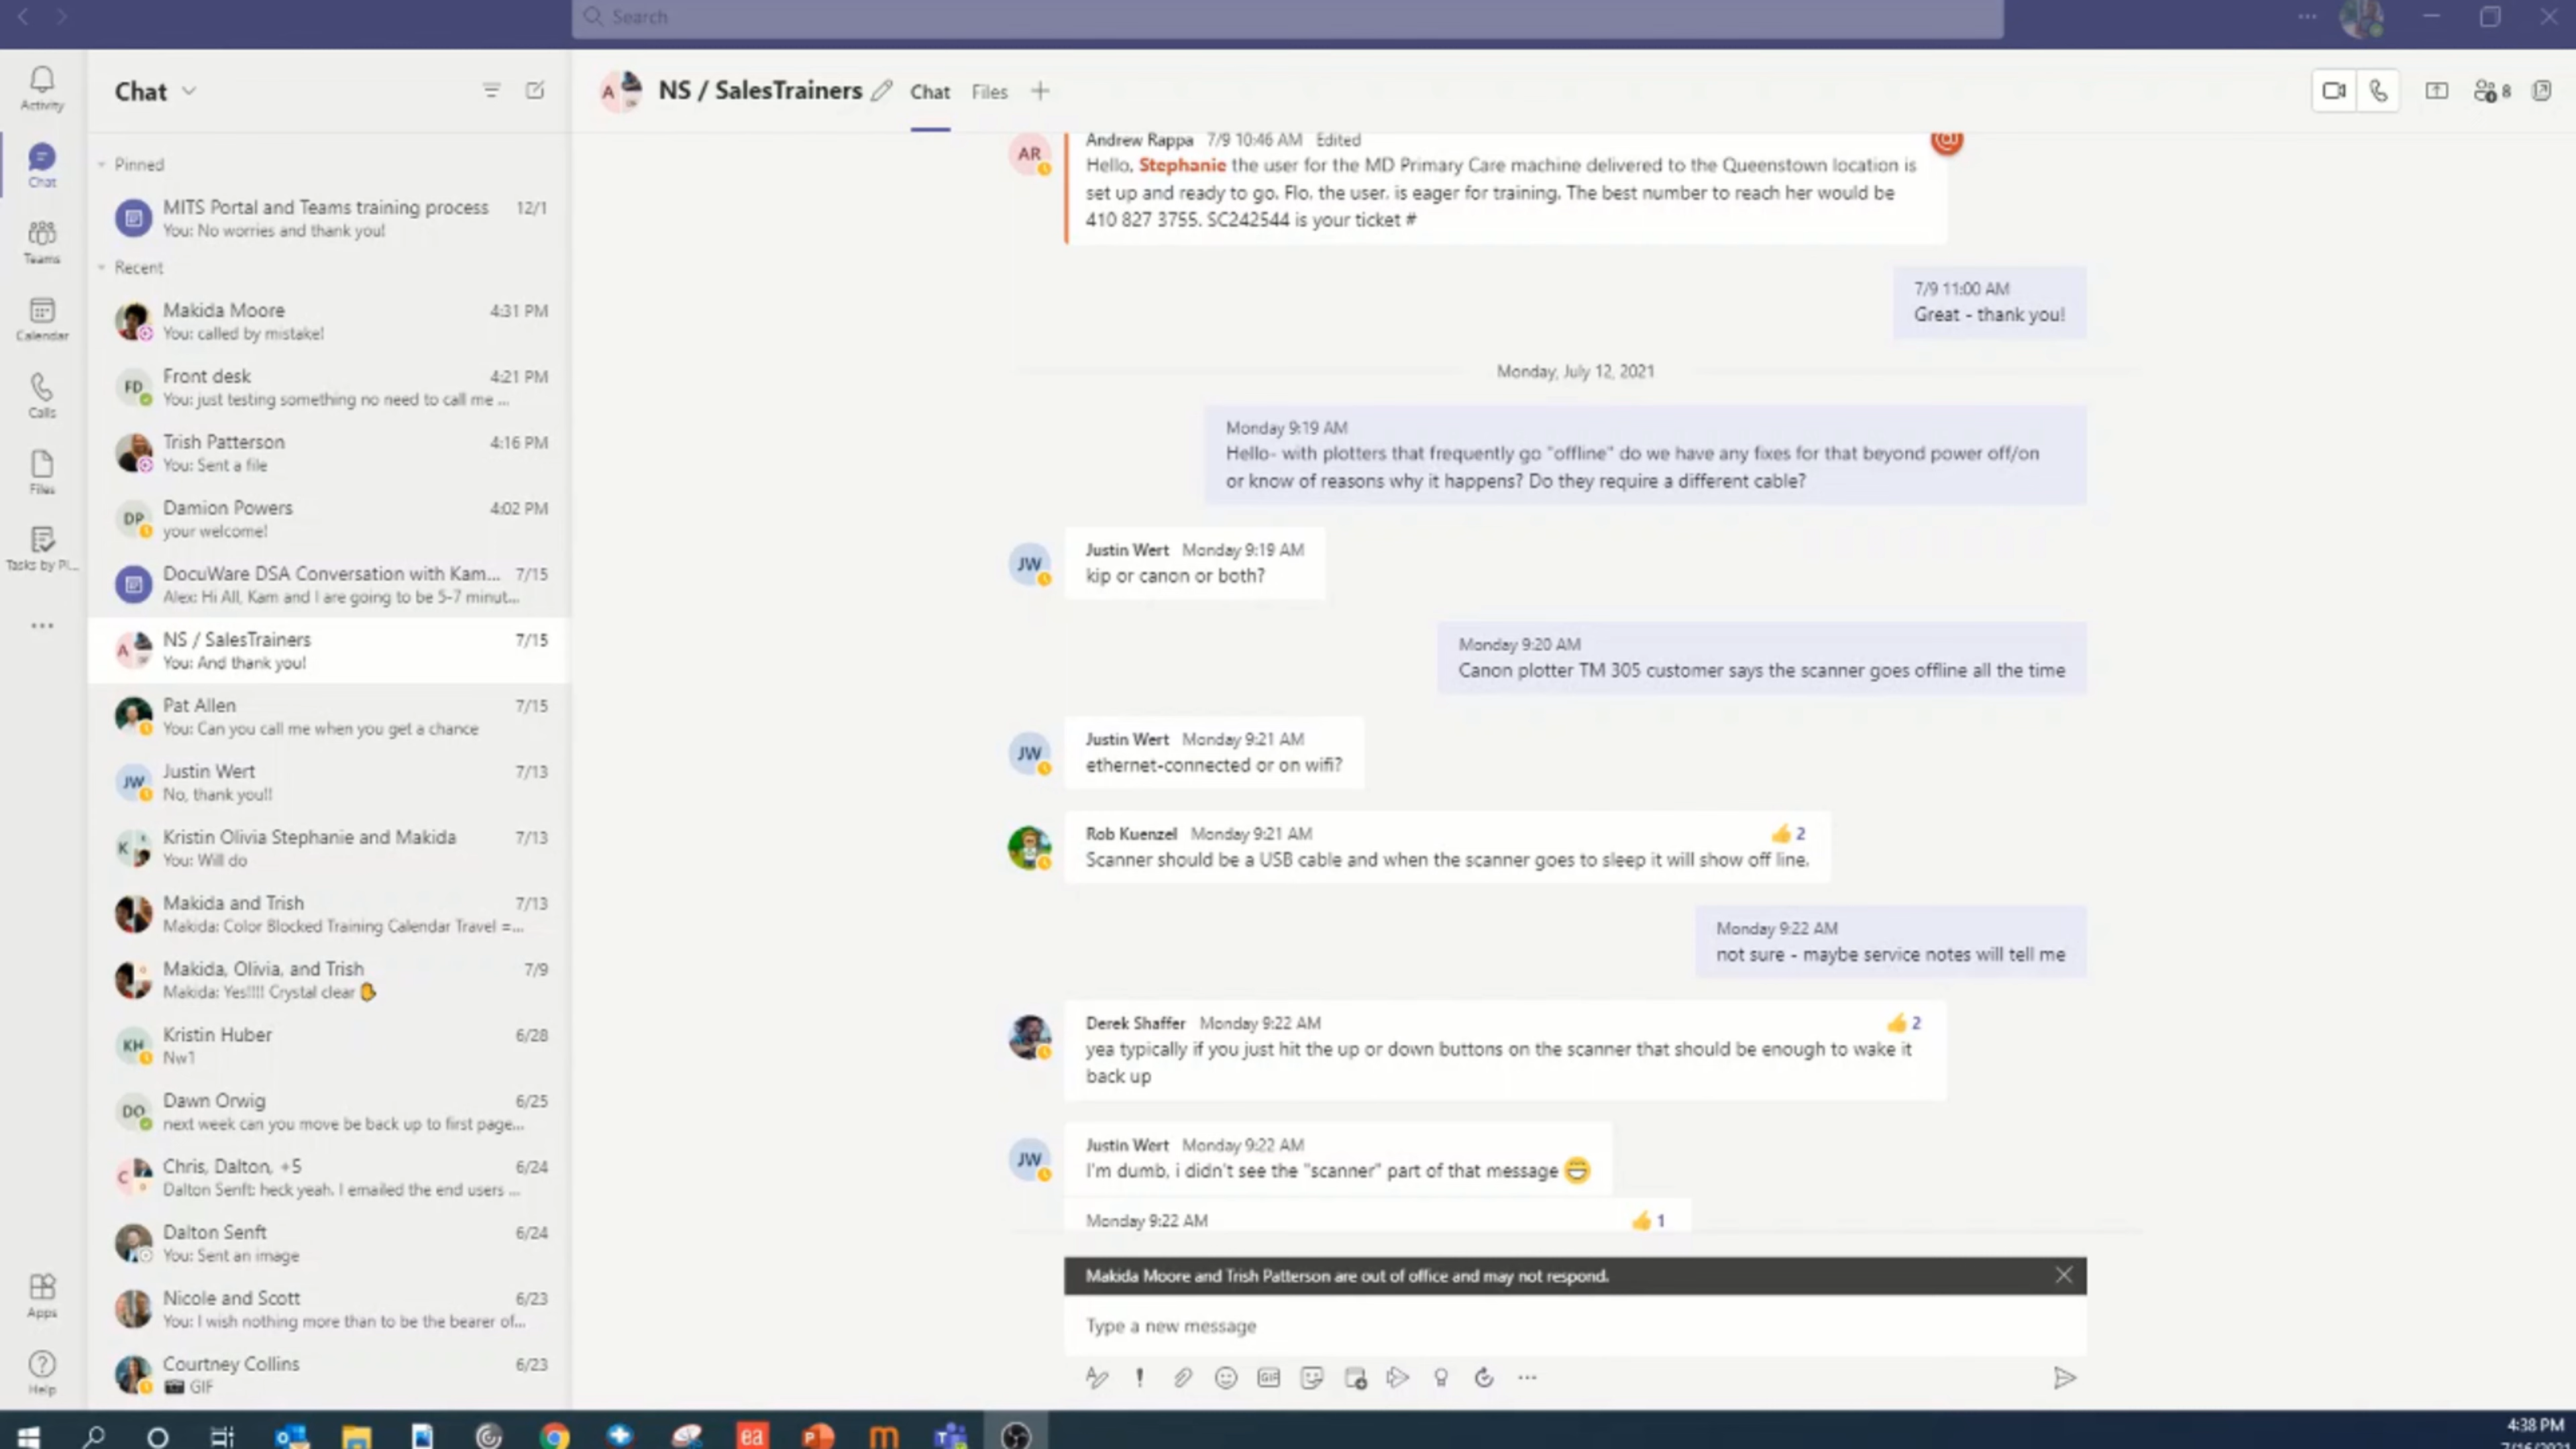 Search
Activity
Chat
Teams
Calendar
Calls
Files
Tasks by Pl...
Apps
Help
Chat
Pinned
MITS Portal and Teams training process 12/1
You: No worries and thank you!
Recent
Makida Moore 4:31 PM
You: called by mistake!
FD
Front desk 4:21 PM
You: just testing something no need to call me ...
Trish Patterson 4:16 PM
You: Sent a file
DP
Damion Powers 4:02 PM
your welcome!
DocuWare DSA Conversation with Kam... 7/15
Alex: Hi All, Kam and I are going to be 5-7 minut...
A
NS / SalesTrainers 7/15
You: And thank you!
Pat Allen 7/15
You: Can you call me when you get a chance
JW
Justin Wert 7/13
No, thank you!!
K
Kristin Olivia Stephanie and Makida 7/13
You: Will do
Makida and Trish 7/13
Makida: Color Blocked Training Calendar Travel =...
Makida, Olivia, and Trish 7/9
Makida: Yes!!!! Crystal clear
KH
Kristin Huber 6/28
Nw1
DO
Dawn Orwig 6/25
next week can you move be back up to first page...
C
Chris, Dalton, +5 6/24
Dalton Senft: heck yeah. I emailed the end users ...
Dalton Senft 6/24
You: Sent an image
Nicole and Scott 6/23
You: I wish nothing more than to be the bearer of...
Courtney Collins 6/23
GIF
A
NS / SalesTrainers Chat Files
8
AR
Andrew Rappa 7/9 10:46 AM Edited
Hello, Stephanie the user for the MD Primary Care machine delivered to the Queenstown location is
set up and ready to go. Flo, the user, is eager for training. The best number to reach her would be
410 827 3755. SC242544 is your ticket #
7/9 11:00 AM
Great - thank you!
Monday, July 12, 2021
Monday 9:19 AM
Hello- with plotters that frequently go "offline" do we have any fixes for that beyond power off/on
or know of reasons why it happens? Do they require a different cable?
JW
Justin Wert Monday 9:19 AM
kip or canon or both?
Monday 9:20 AM
Canon plotter TM 305 customer says the scanner goes offline all the time
JW
Justin Wert Monday 9:21 AM
ethernet-connected or on wifi?
Rob Kuenzel Monday 9:21 AM 2
Scanner should be a USB cable and when the scanner goes to sleep it will show off line.
Monday 9:22 AM
not sure - maybe service notes will tell me
Derek Shaffer Monday 9:22 AM 2
yea typically if you just hit the up or down buttons on the scanner that should be enough to wake it
back up
JW
Justin Wert Monday 9:22 AM
I'm dumb, i didn't see the "scanner" part of that message
Monday 9:22 AM 1
Makida Moore and Trish Patterson are out of office and may not respond.
Type a new message
GIF
ea
4:38 PM